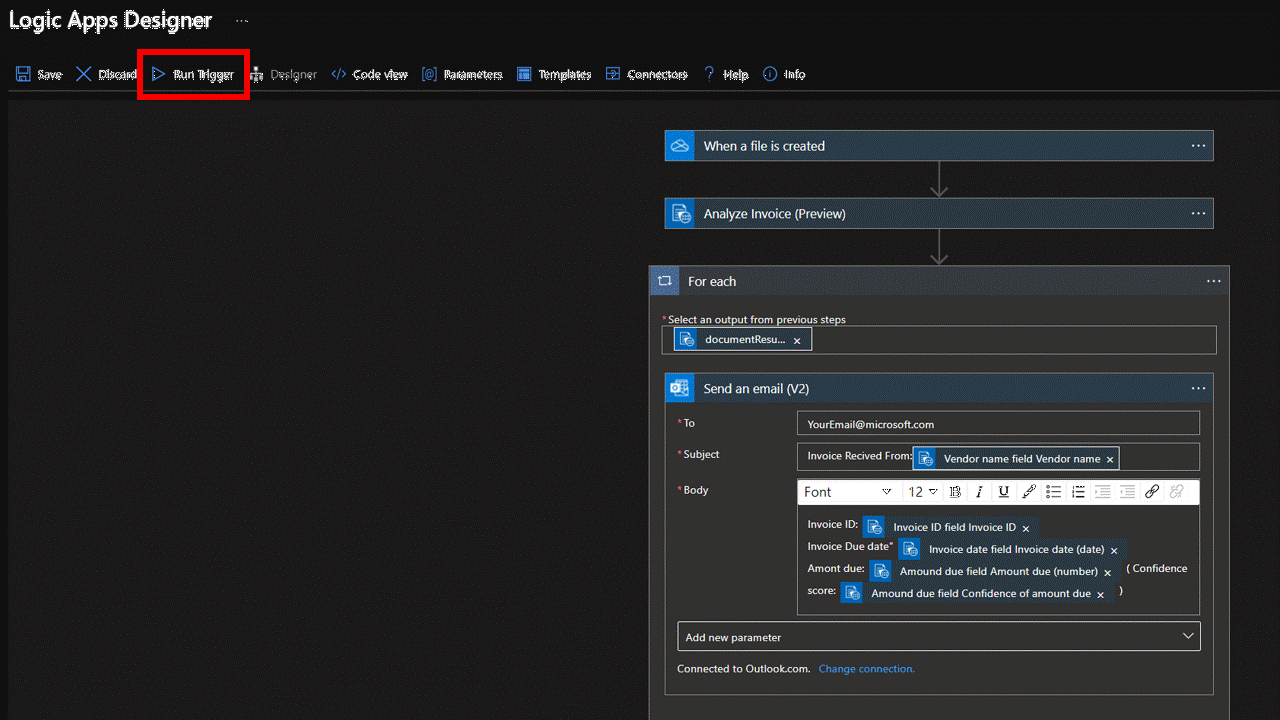 Logic Apps Designer ...
Save Discard Run Trigger Designer Code view Parameters Templates Connectors Help Info
When a file is created
Analyze Invoice (Preview)
For each
* Select an output from previous steps
documentResu... ×
Send an email (V2)
* To YourEmail@microsoft.com
* Subject Invoice Recived From: Vendor name field Vendor name ×
* Body Font 12 B I U
Invoice ID: Invoice ID field Invoice ID ×
Invoice Due date" Invoice date field Invoice date (date) ×
Amont due: Amound due field Amount due (number) × ( Confidence
score: Amound due field Confidence of amount due × )
Add new parameter
Connected to Outlook.com. Change connection.